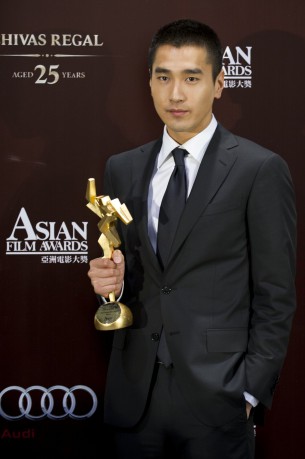 CHIVAS REGAL
AGED 25 YEARS
ASIAN
FILM AWARDS
亞洲電影大獎
ASIAN
FILM AWARDS
亞洲電影大獎
Audi